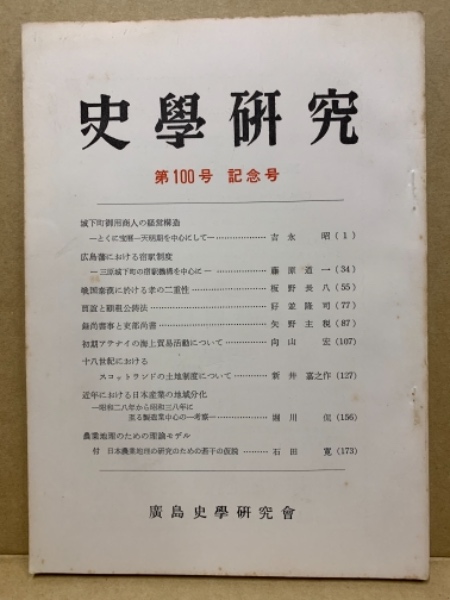 史學研究
第100号 記念号
城下町御用商人の経営構造
—とくに宝暦—天明期を中心にして— ……………… 吉永 昭 (1)
広島藩における宿駅制度
—三原城下町の宿駅機構を中心に— ……………… 藤原道一 (34)
戦国秦漢に於ける孝の二重性 ……………… 板野長八 (55)
賈誼と顧租公鋳法 ……………… 好並隆司 (77)
録尚書事と吏部尚書 ……………… 矢野主税 (87)
初期アテナイの海上貿易活動について ……………… 向山 宏 (107)
十八世紀における
スコットランドの土地制度について ………… 新井嘉之作 (127)
近年における日本産業の地域分化
—昭和二八年から昭和三八年に
至る製造業中心の一考察— ……………… 堀川 侃 (156)
農業地理のための理論モデル
付 日本農業地理の研究のための若干の仮説 ……… 石田 寛 (173)
廣島史學研究會